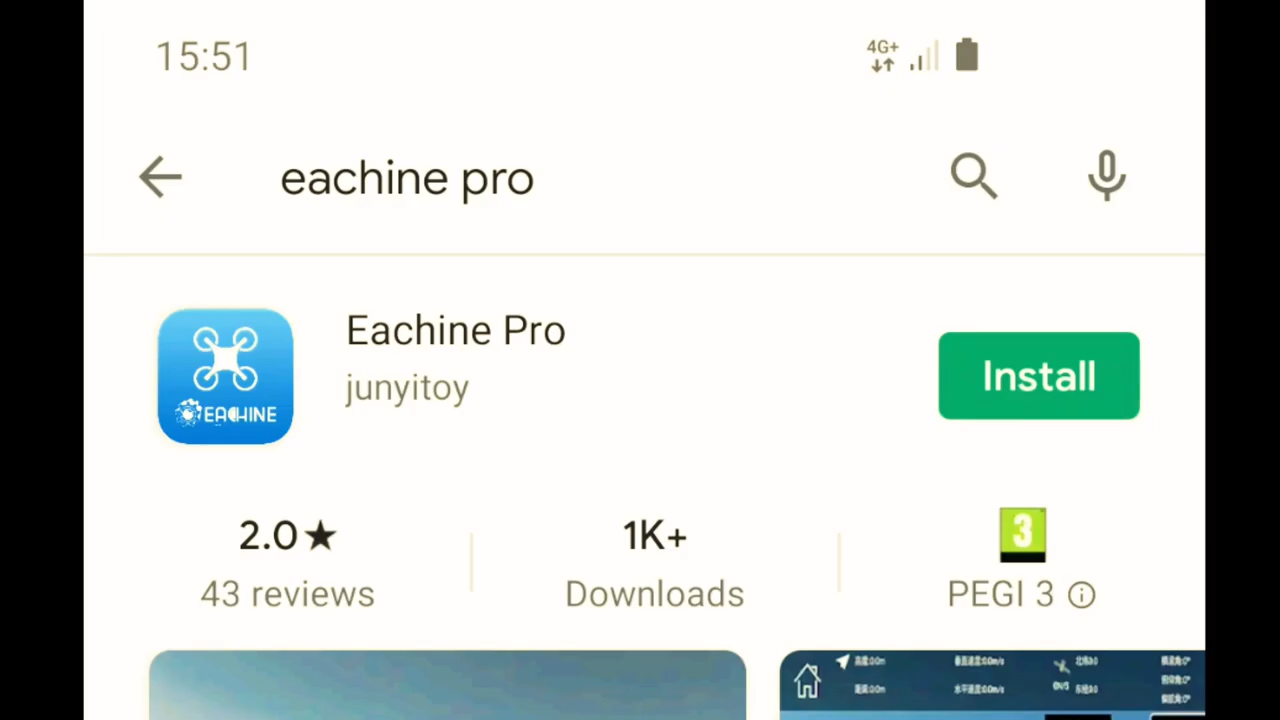 15:51
4G+
eachine pro
Eachine Pro
junyitoy
Install
EACHINE
2.0★
1K+
3
43 reviews
Downloads
PEGI 3